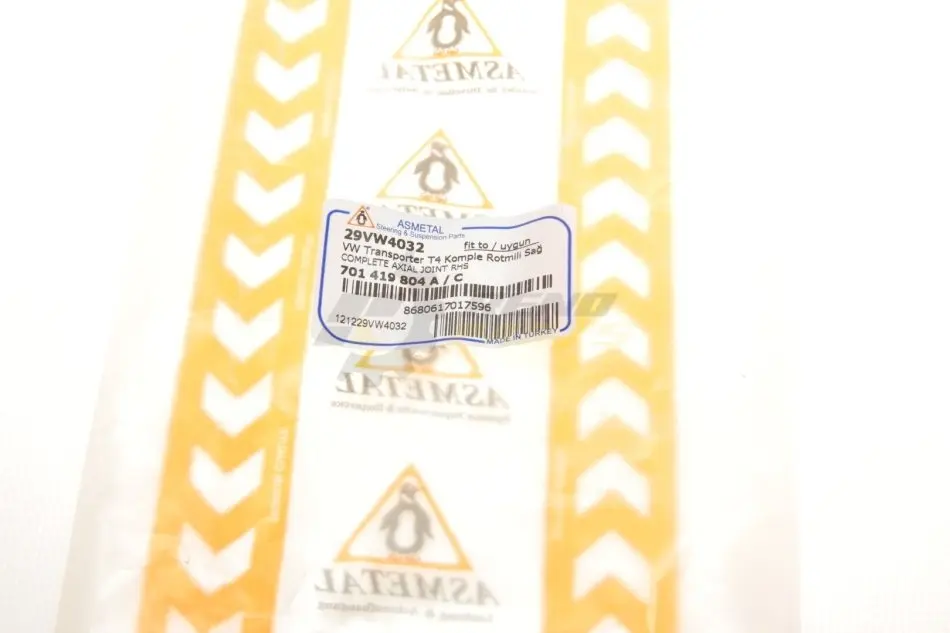 ASMETAL
ASMETAL
Steering & Suspension Parts
29VW4032
fit to / uygun
VW Transporter T4 Komple Rotmili Sağ
COMPLETE AXIAL JOINT RHS
701 419 804 A / C
8680617017596
121229VW4032
MADE IN TURKEY
ASMETAL
ASMETAL